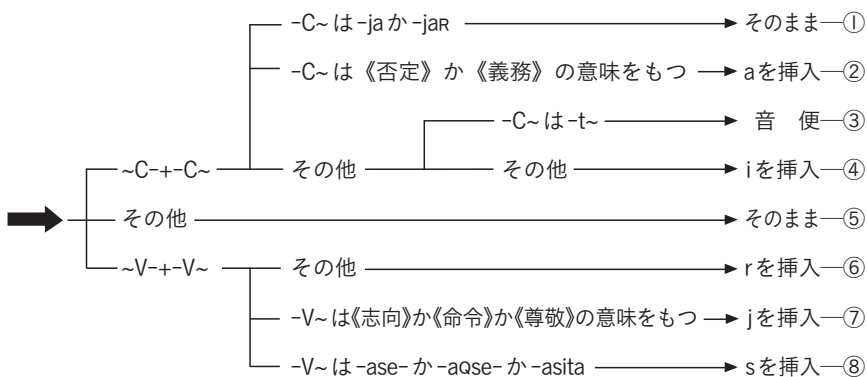 -C~は-jaか-jaR そのまま—①
-C~は《否定》か《義務》の意味をもつ aを挿入—②
-C~は-t~ 音 便—③
~C-+-C~ その他 その他 iを挿入—④
その他 そのまま—⑤
~V-+-V~ その他 rを挿入—⑥
-V~は《志向》か《命令》か《尊敬》の意味をもつ jを挿入—⑦
-V~は-ase-か-aQse-か-asita sを挿入—⑧